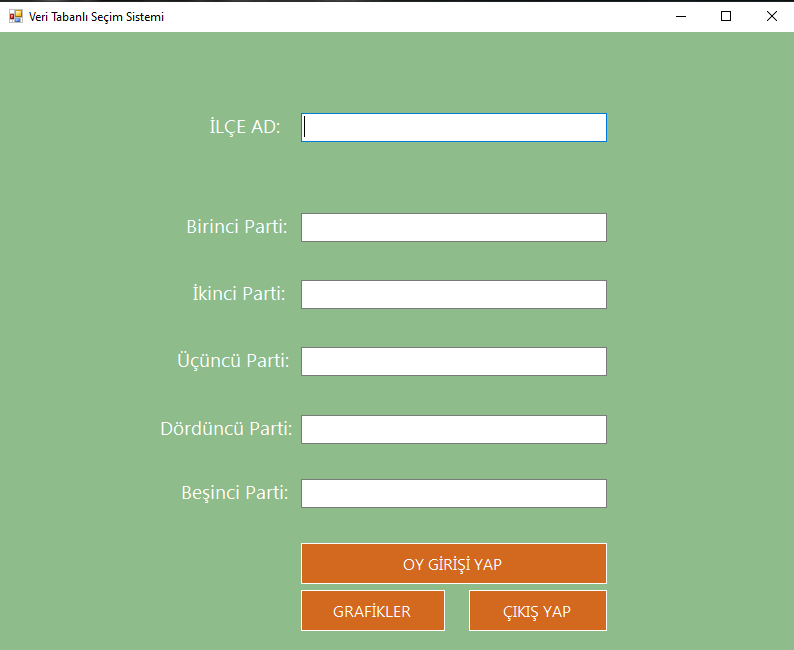 Veri Tabanlı Seçim Sistemi
İLÇE AD:
Birinci Parti:
İkinci Parti:
Üçüncü Parti:
Dördüncü Parti:
Beşinci Parti:
OY GİRİŞİ YAP
GRAFİKLER
ÇIKIŞ YAP